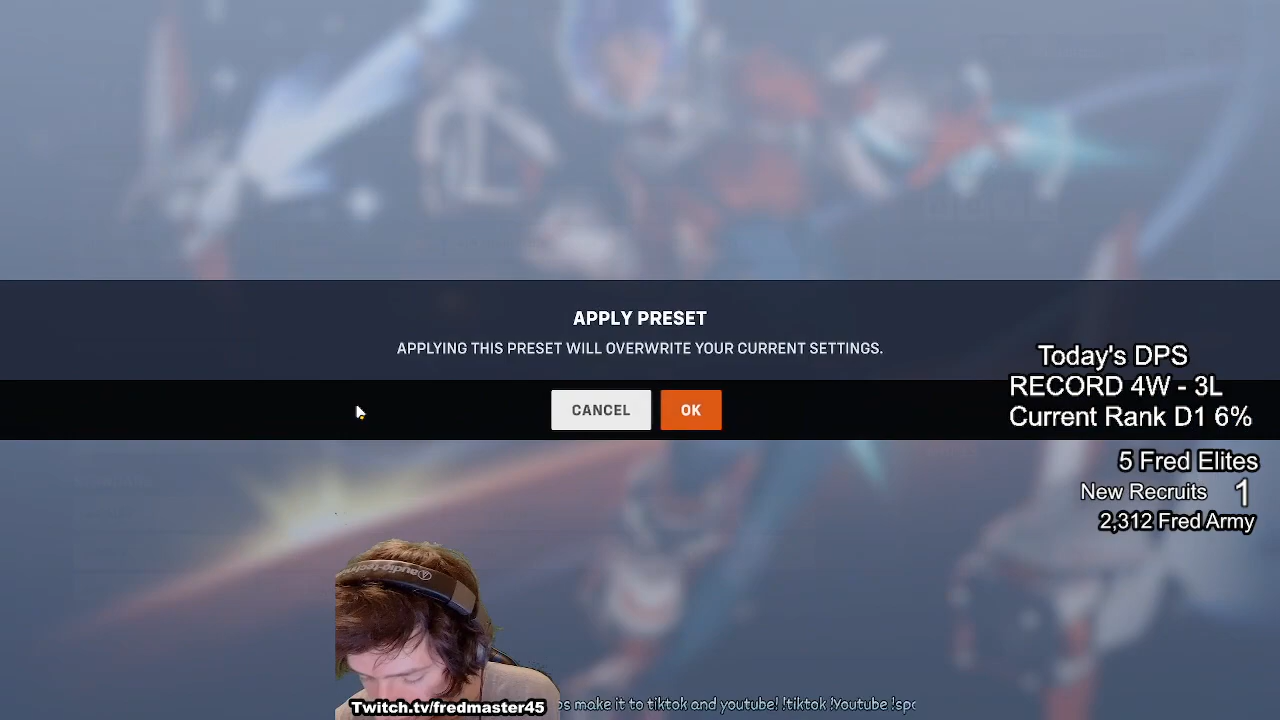 APPLY PRESET
APPLYING THIS PRESET WILL OVERWRITE YOUR CURRENT SETTINGS.
CANCEL
OK
Today's DPS
RECORD 4W - 3L
Current Rank D1 6%
5 Fred Elites
New Recruits 1
2,312 Fred Army
audio-technica
Twitch.tv/fredmaster45
make it to tiktok and youtube! !tiktok !Youtube